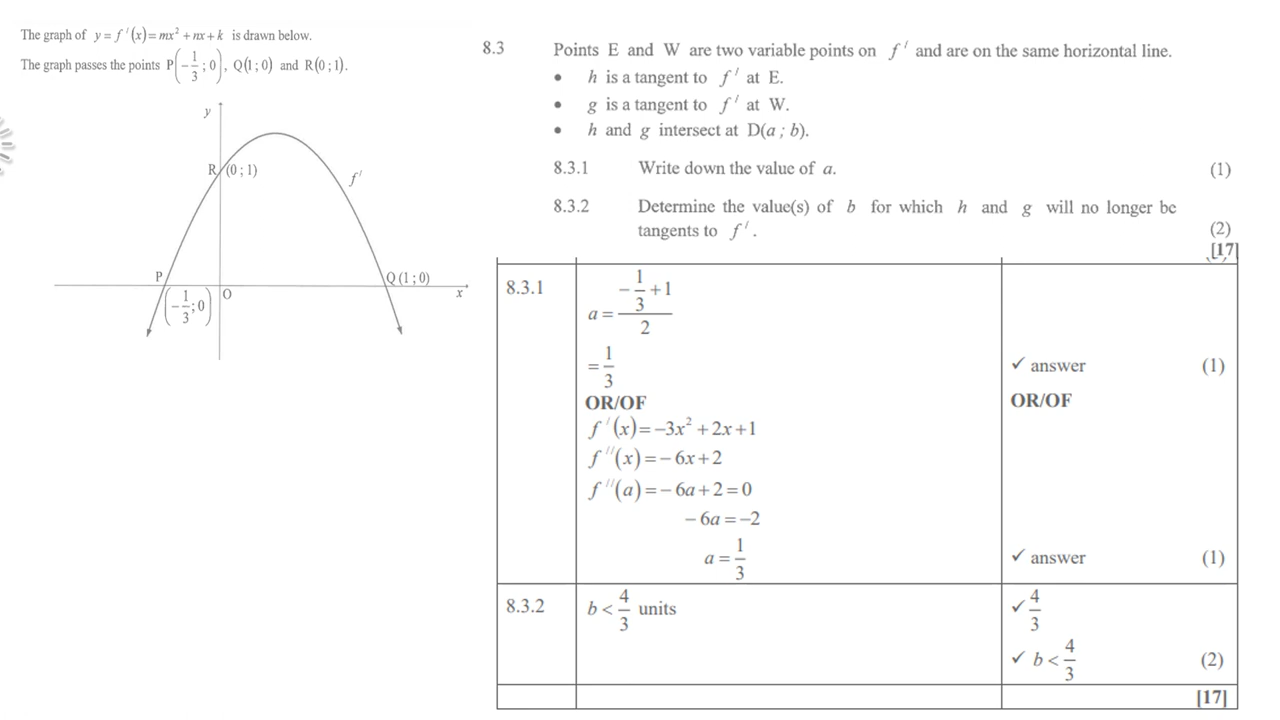 The graph of y = f ′(x) = mx² + nx + k is drawn below.
The graph passes the points P(−1/3 ; 0), Q(1 ; 0) and R(0 ; 1).
y
R (0 ; 1)
f ′
P
Q (1 ; 0)
(−1/3 ; 0)
O
x
8.3 Points E and W are two variable points on f ′ and are on the same horizontal line.
• h is a tangent to f ′ at E.
• g is a tangent to f ′ at W.
• h and g intersect at D(a ; b).
8.3.1 Write down the value of a. (1)
8.3.2 Determine the value(s) of b for which h and g will no longer be
tangents to f ′. (2)
[17]
8.3.1 a = (−1/3 + 1)/2
= 1/3 ✓ answer (1)
OR/OF OR/OF
f ′(x) = −3x² + 2x + 1
f ′′(x) = −6x + 2
f ′′(a) = −6a + 2 = 0
−6a = −2
a = 1/3 ✓ answer (1)
8.3.2 b < 4/3 units ✓ 4/3
✓ b < 4/3 (2)
[17]